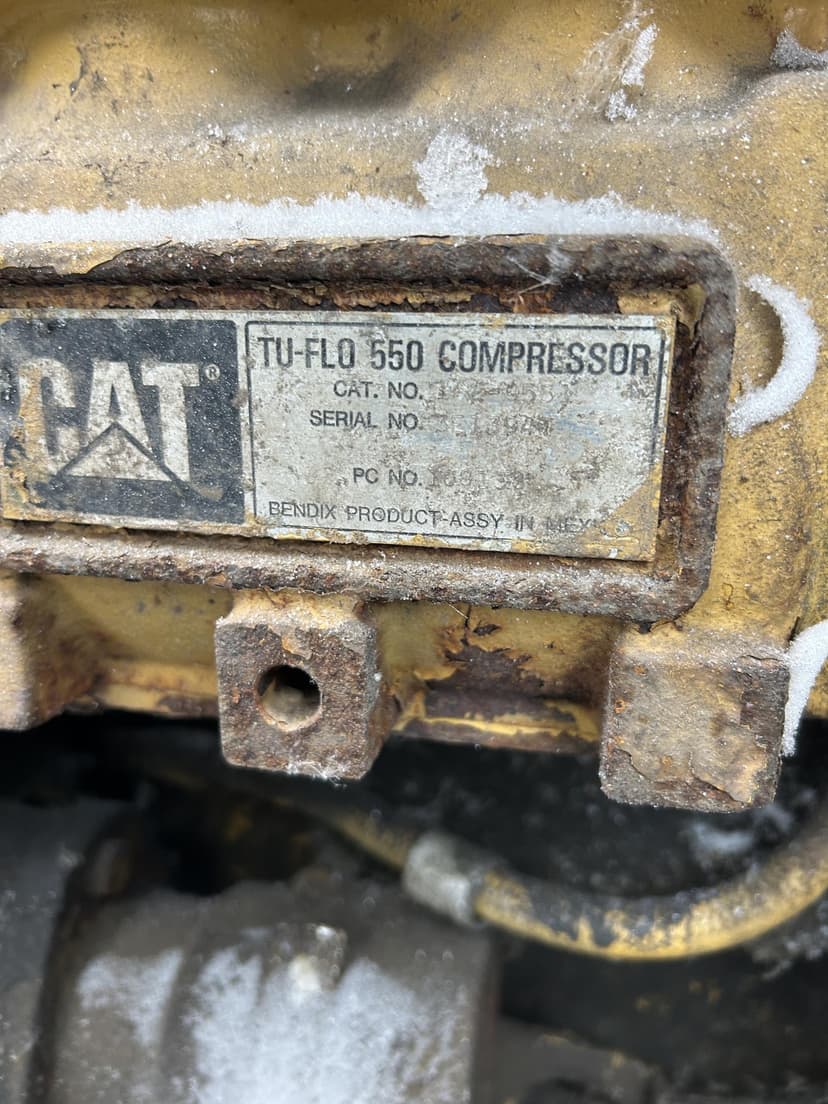 CAT®
TU-FLO 550 COMPRESSOR
CAT. NO.
SERIAL NO.
PC NO.
BENDIX PRODUCT-ASSY IN